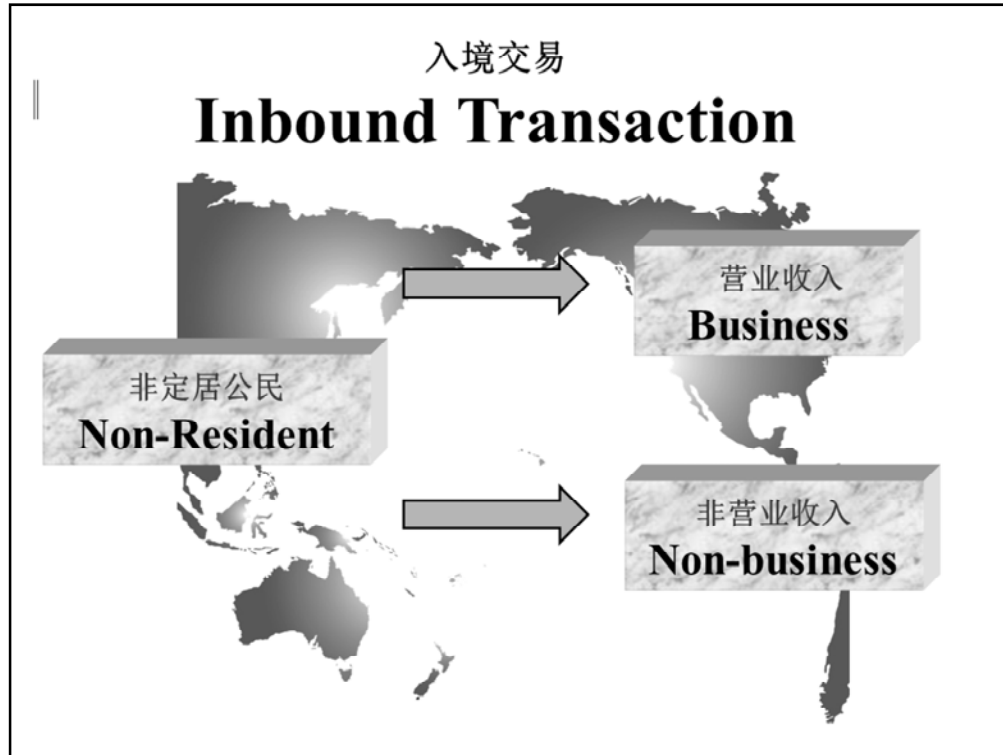 入境交易
Inbound Transaction
营业收入
Business
非定居公民
Non-Resident
非营业收入
Non-business